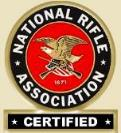 NATIONAL RIFLE
1871
ASSOCIATION
★ CERTIFIED ★